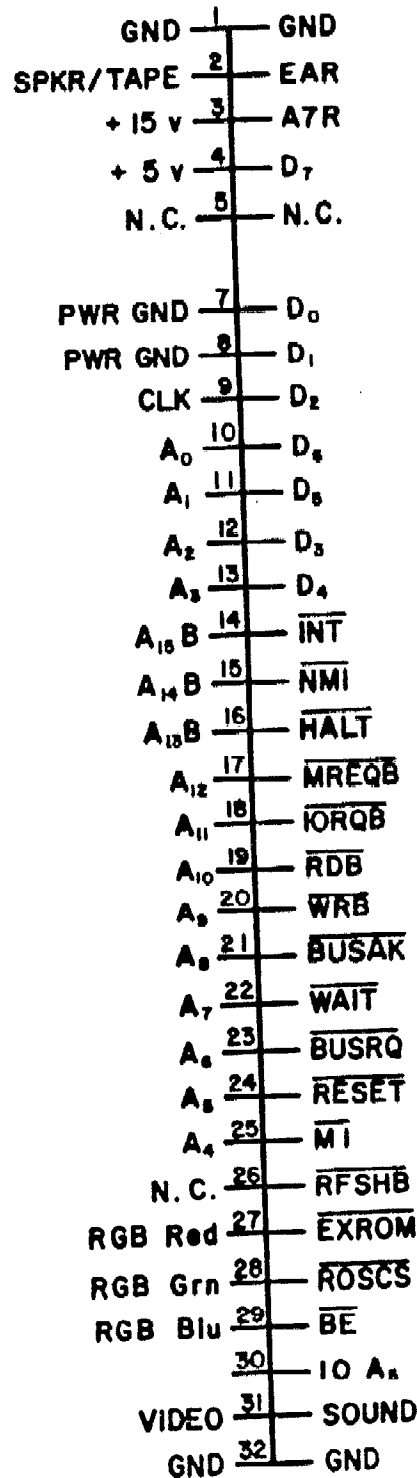 GND 1 GND
SPKR/TAPE 2 EAR
+ 15 v 3 A7R
+ 5 v 4 D₇
N.C. 5 N.C.
PWR GND 7 D₀
PWR GND 8 D₁
CLK 9 D₂
A₀ 10 D₆
A₁ 11 D₅
A₂ 12 D₃
A₃ 13 D₄
A₁₅B 14 INT
A₁₄B 15 NMI
A₁₃B 16 HALT
A₁₂ 17 MREQB
A₁₁ 18 IORQB
A₁₀ 19 RDB
A₉ 20 WRB
A₈ 21 BUSAK
A₇ 22 WAIT
A₆ 23 BUSRQ
A₅ 24 RESET
A₄ 25 M1
N.C. 26 RFSHB
RGB Red 27 EXROM
RGB Grn 28 ROSCS
RGB Blu 29 BE
30 IO
VIDEO 31 SOUND
GND 32 GND